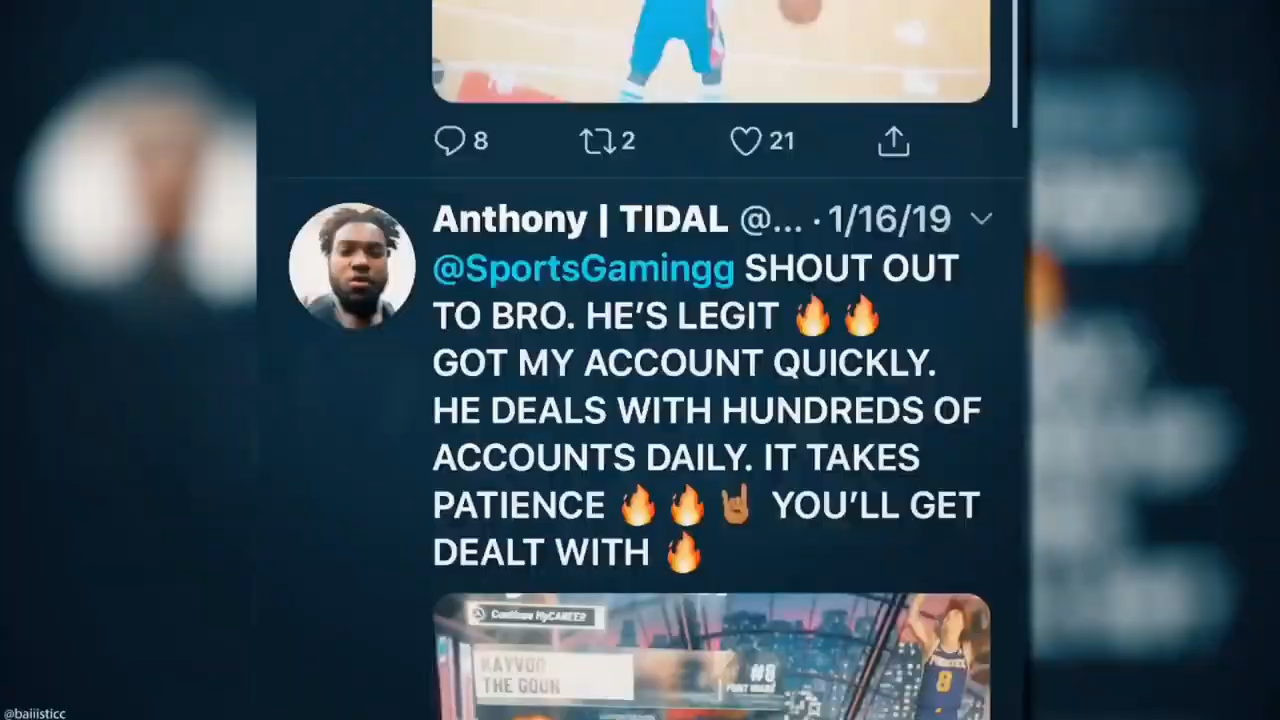 8 2 21
Anthony | TIDAL @... · 1/16/19
@SportsGamingg SHOUT OUT
TO BRO. HE’S LEGIT 🔥🔥
GOT MY ACCOUNT QUICKLY.
HE DEALS WITH HUNDREDS OF
ACCOUNTS DAILY. IT TAKES
PATIENCE 🔥🔥🤘🏾 YOU’LL GET
DEALT WITH 🔥
Continue MyCAREER
#8
THE GOUN
POINT GUARD
8
@baiiisticc